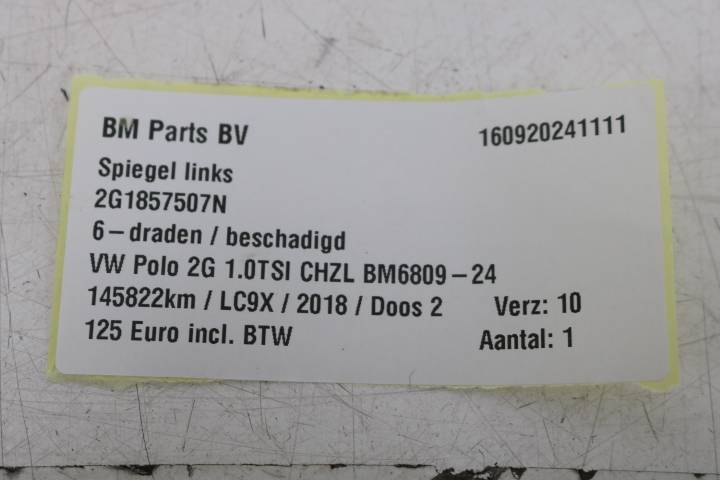 BM Parts BV 160920241111
Spiegel links
2G1857507N
6-draden / beschadigd
VW Polo 2G 1.0TSI CHZL BM6809-24
145822km / LC9X / 2018 / Doos 2 Verz: 10
125 Euro incl. BTW Aantal: 1